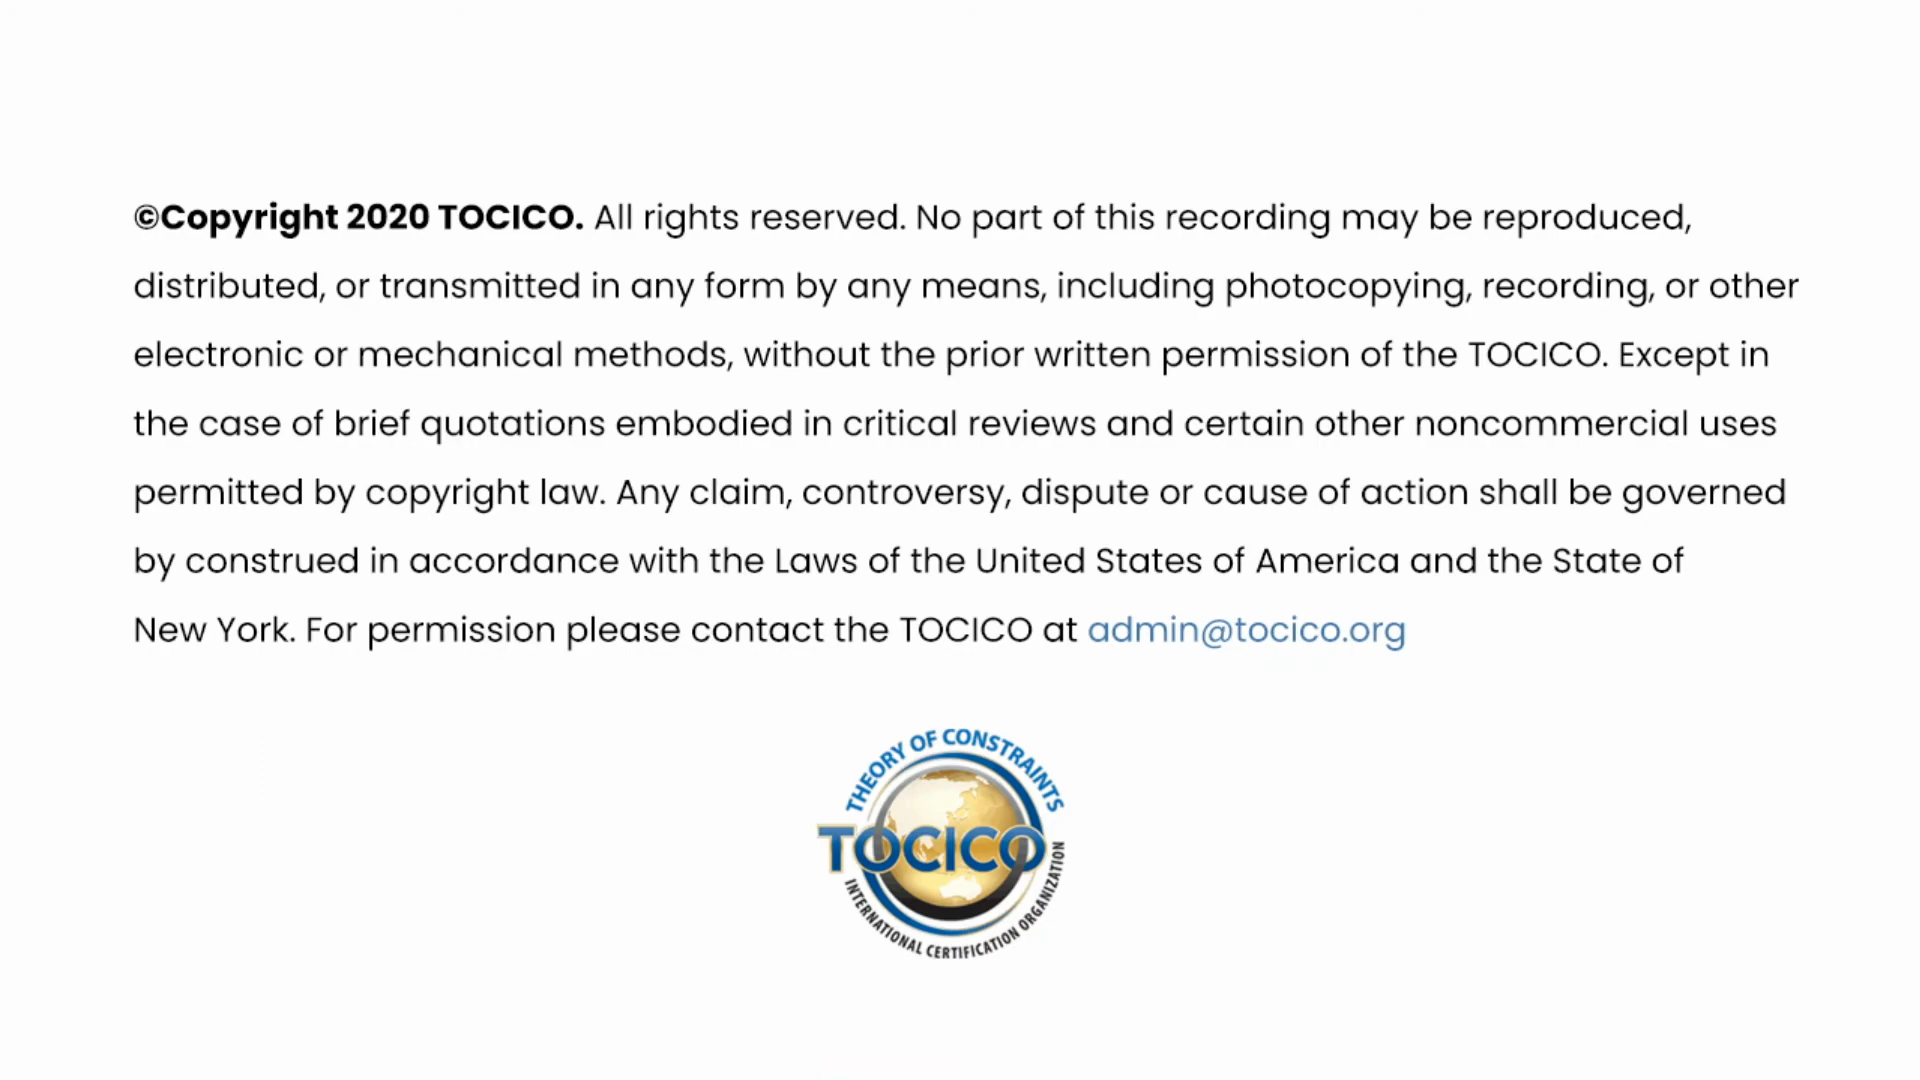 ©Copyright 2020 TOCICO. All rights reserved. No part of this recording may be reproduced,
distributed, or transmitted in any form by any means, including photocopying, recording, or other
electronic or mechanical methods, without the prior written permission of the TOCICO. Except in
the case of brief quotations embodied in critical reviews and certain other noncommercial uses
permitted by copyright law. Any claim, controversy, dispute or cause of action shall be governed
by construed in accordance with the Laws of the United States of America and the State of
New York. For permission please contact the TOCICO at admin@tocico.org
THEORY OF CONSTRAINTS
TOCICO
INTERNATIONAL CERTIFICATION ORGANIZATION